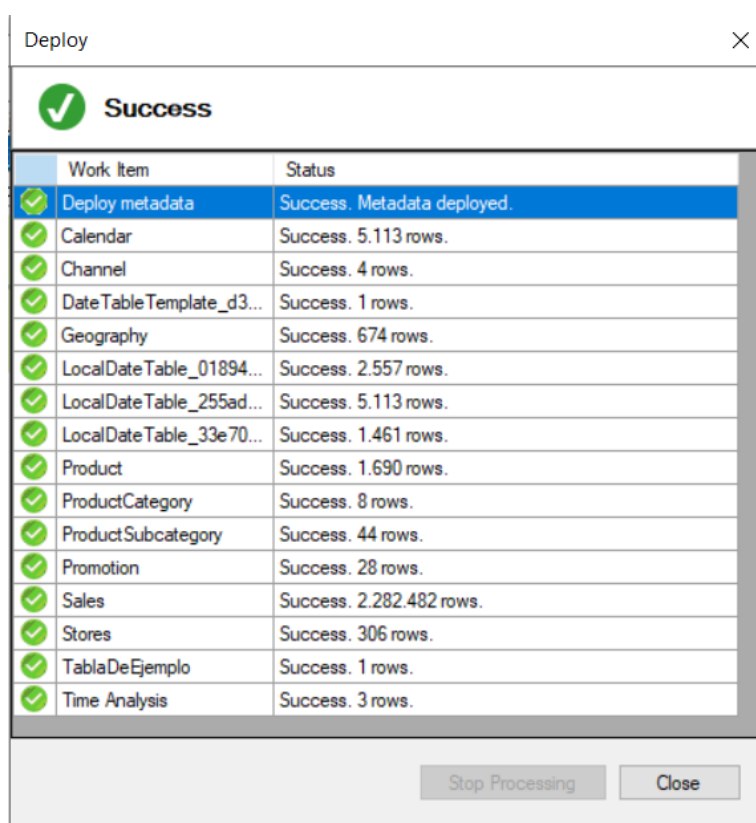 Deploy
Success
Work Item Status
Deploy metadata Success. Metadata deployed.
Calendar Success. 5.113 rows.
Channel Success. 4 rows.
DateTableTemplate_d3... Success. 1 rows.
Geography Success. 674 rows.
LocalDateTable_01894... Success. 2.557 rows.
LocalDateTable_255ad... Success. 5.113 rows.
LocalDateTable_33e70... Success. 1.461 rows.
Product Success. 1.690 rows.
ProductCategory Success. 8 rows.
ProductSubcategory Success. 44 rows.
Promotion Success. 28 rows.
Sales Success. 2.282.482 rows.
Stores Success. 306 rows.
TablaDeEjemplo Success. 1 rows.
Time Analysis Success. 3 rows.
Stop Processing Close